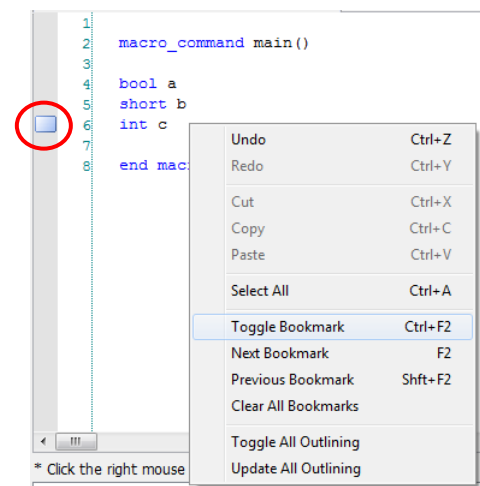 1
2 macro_command main()
3
4 bool a
5 short b
6 int c
7
8 end mac
Undo Ctrl+Z
Redo Ctrl+Y
Cut Ctrl+X
Copy Ctrl+C
Paste Ctrl+V
Select All Ctrl+A
Toggle Bookmark Ctrl+F2
Next Bookmark F2
Previous Bookmark Shft+F2
Clear All Bookmarks
Toggle All Outlining
Update All Outlining
* Click the right mouse